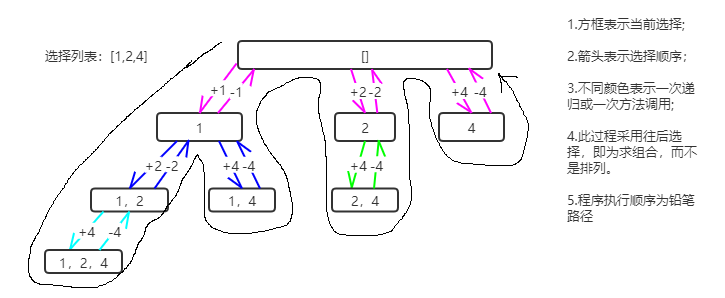 选择列表：[1,2,4]
[]
+1 -1
+2 -2
+4 -4
1
2
4
+2 -2
+4 -4
+4 -4
1，2
1，4
2，4
+4 -4
1，2，4
1.方框表示当前选择;
2.箭头表示选择顺序；
3.不同颜色表示一次递
归或一次方法调用;
4.此过程采用往后选
择，即为求组合，而不
是排列。
5.程序执行顺序为铅笔
路径